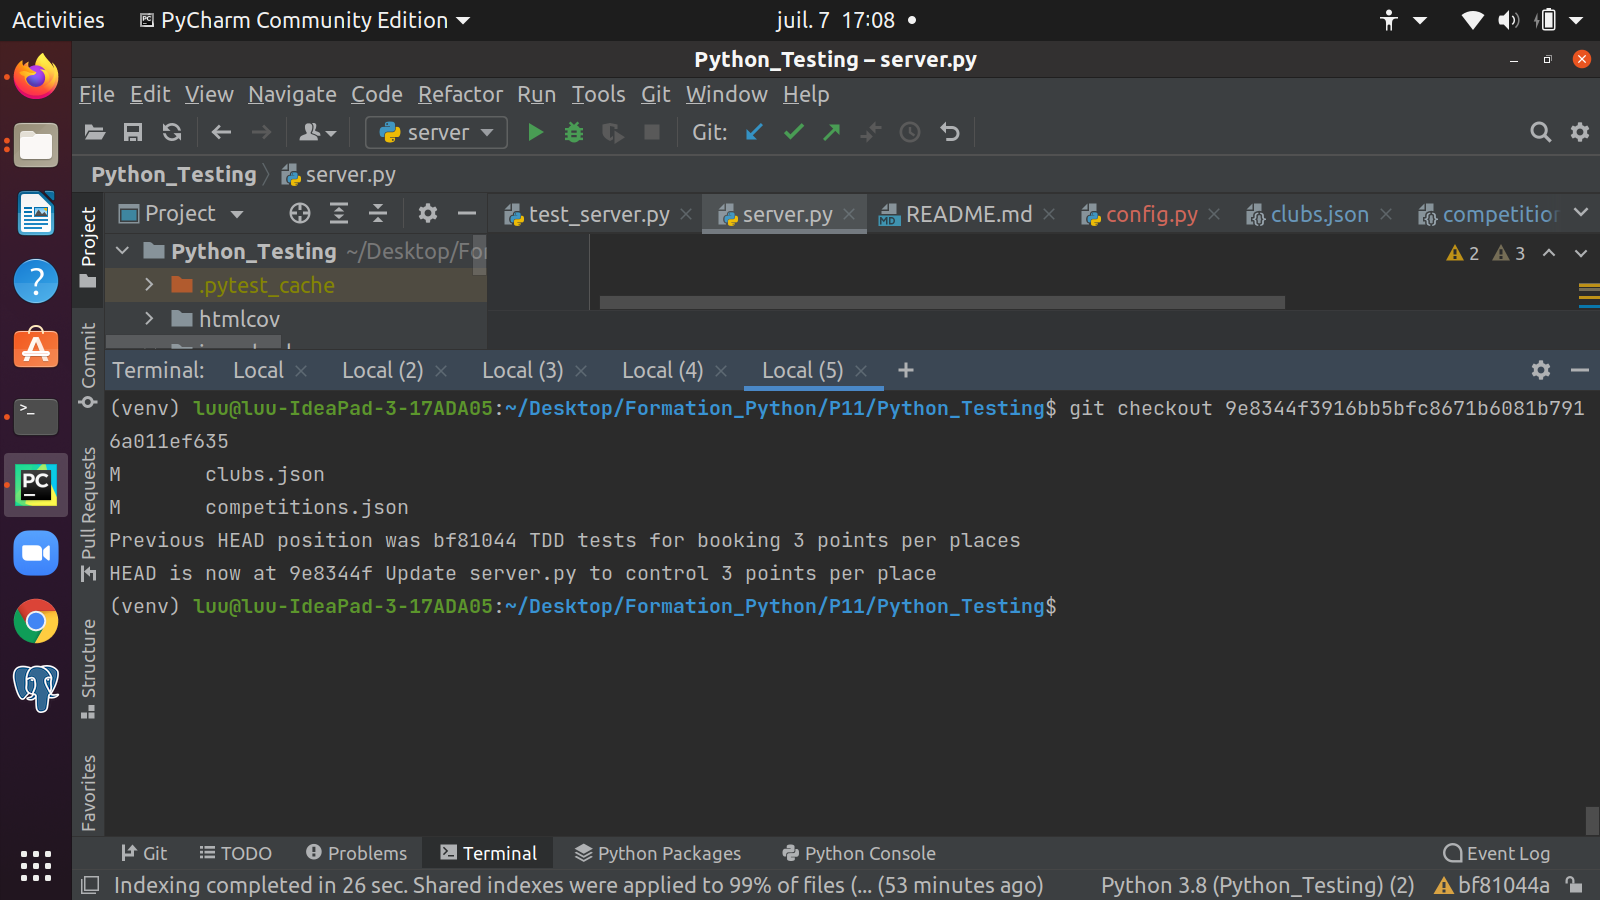 Activities
PyCharm Community Edition
juil. 7 17:08
Python_Testing – server.py
File Edit View Navigate Code Refactor Run Tools Git Window Help
server
Git:
Python_Testing
server.py
Project
Project
test_server.py
server.py
README.md
config.py
clubs.json
competition
Python_Testing ~/Desktop/For
2
3
.pytest_cache
htmlcov
Commit
Pull Requests
Structure
Favorites
Terminal: Local Local (2) Local (3) Local (4) Local (5) +
(venv) luu@luu-IdeaPad-3-17ADA05:~/Desktop/Formation_Python/P11/Python_Testing$ git checkout 9e8344f3916bb5bfc8671b6081b791
6a011ef635
M clubs.json
M competitions.json
Previous HEAD position was bf81044 TDD tests for booking 3 points per places
HEAD is now at 9e8344f Update server.py to control 3 points per place
(venv) luu@luu-IdeaPad-3-17ADA05:~/Desktop/Formation_Python/P11/Python_Testing$
Git TODO Problems Terminal Python Packages Python Console Event Log
Indexing completed in 26 sec. Shared indexes were applied to 99% of files (... (53 minutes ago) Python 3.8 (Python_Testing) (2) bf81044a